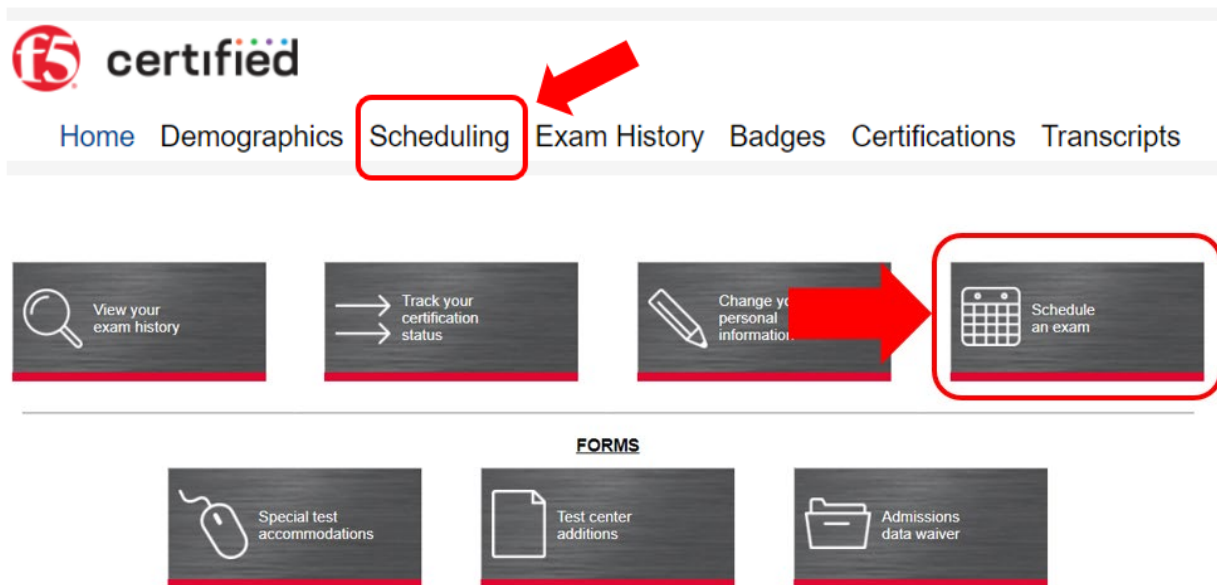 f5 certified
Home Demographics Scheduling Exam History Badges Certifications Transcripts
View your
exam history
Track your
certification
status
Change
personal
information
Schedule
an exam
FORMS
Special test
accommodations
Test center
additions
Admissions
data waiver